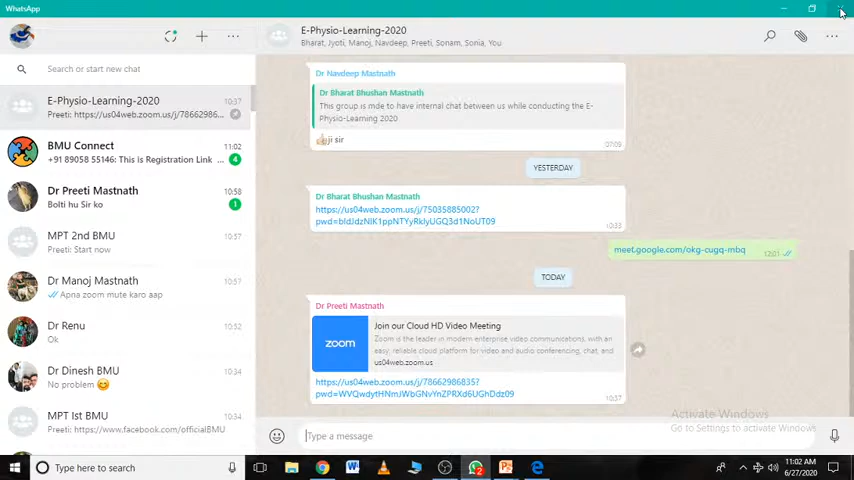 WhatsApp
Search or start new chat
E-Physio-Learning-2020 10:37
Preeti: https://us04web.zoom.us/j/78662986...
BMU Connect 11:02
+91 89058 55146: This is Registration Link ... 4
Dr Preeti Mastnath 10:58
Bolti hu Sir ko 1
MPT 2nd BMU 10:57
Preeti: Start now
Dr Manoj Mastnath 10:57
Apna zoom mute karo aap
Dr Renu 10:52
Ok
Dr Dinesh BMU 10:34
No problem 😊
MPT Ist BMU 10:34
Preeti: https://www.facebook.com/officialBMU
E-Physio-Learning-2020
Bharat, Jyoti, Manoj, Navdeep, Preeti, Sonam, Sonia, You
Dr Navdeep Mastnath
Dr Bharat Bhushan Mastnath
This group is mde to have internal chat between us while conducting the E-
Physio-Learning 2020
👍ji sir
07:09
YESTERDAY
Dr Bharat Bhushan Mastnath
https://us04web.zoom.us/j/75035885002?
10:33
meet.google.com/okg-cugq-mbq 12:01
TODAY
Dr Preeti Mastnath
Join our Cloud HD Video Meeting
zoom
Zoom is the leader in modern enterprise video communications, with an
easy, reliable cloud platform for video and audio conferencing, chat, and
us04web.zoom.us
https://us04web.zoom.us/j/78662986835?
10:37
Type a message
Activate Windows
Go to Settings to activate Windows.
Type here to search
2
11:02 AM
6/27/2020